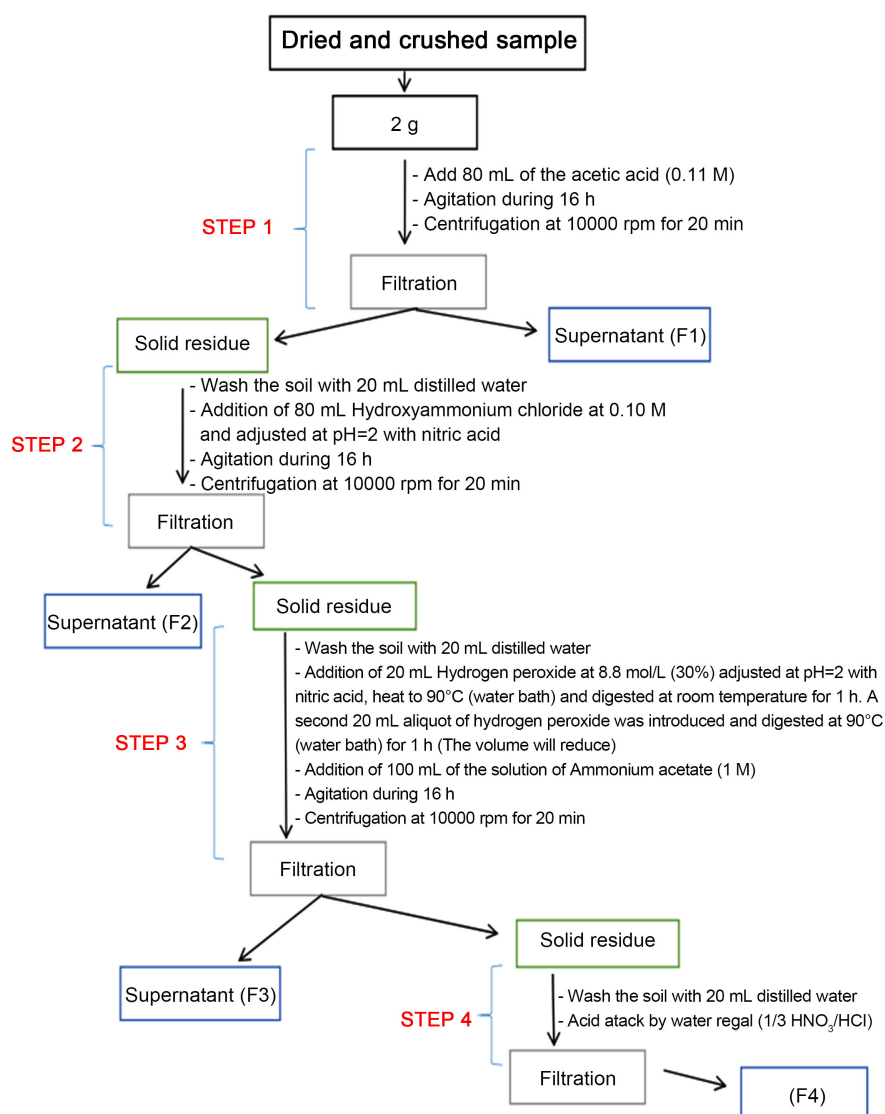 Dried and crushed sample
2 g
- Add 80 mL of the acetic acid (0.11 M)
- Agitation during 16 h
- Centrifugation at 10000 rpm for 20 min
STEP 1
Filtration
Solid residue
Supernatant (F1)
- Wash the soil with 20 mL distilled water
- Addition of 80 mL Hydroxyammonium chloride at 0.10 M
and adjusted at pH=2 with nitric acid
- Agitation during 16 h
- Centrifugation at 10000 rpm for 20 min
STEP 2
Filtration
Supernatant (F2)
Solid residue
- Wash the soil with 20 mL distilled water
- Addition of 20 mL Hydrogen peroxide at 8.8 mol/L (30%) adjusted at pH=2 with
nitric acid, heat to 90°C (water bath) and digested at room temperature for 1 h. A
second 20 mL aliquot of hydrogen peroxide was introduced and digested at 90°C
(water bath) for 1 h (The volume will reduce)
- Addition of 100 mL of the solution of Ammonium acetate (1 M)
- Agitation during 16 h
- Centrifugation at 10000 rpm for 20 min
STEP 3
Filtration
Supernatant (F3)
Solid residue
- Wash the soil with 20 mL distilled water
- Acid atack by water regal (1/3 HNO₃/HCl)
STEP 4
Filtration
(F4)